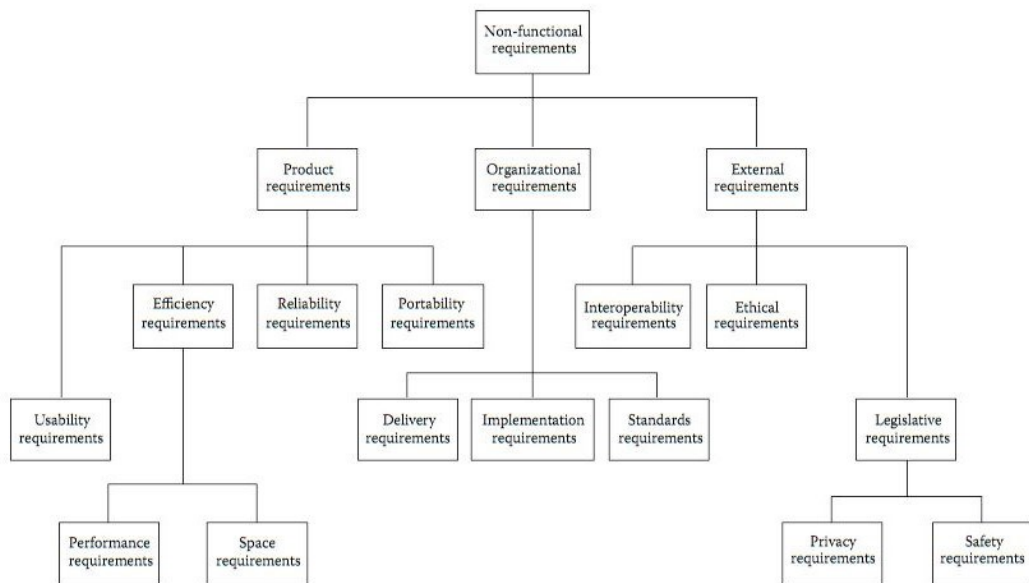 Non-functional
requirements
Product
requirements
Organizational
requirements
External
requirements
Efficiency
requirements
Reliability
requirements
Portability
requirements
Interoperability
requirements
Ethical
requirements
Usability
requirements
Delivery
requirements
Implementation
requirements
Standards
requirements
Legislative
requirements
Performance
requirements
Space
requirements
Privacy
requirements
Safety
requirements